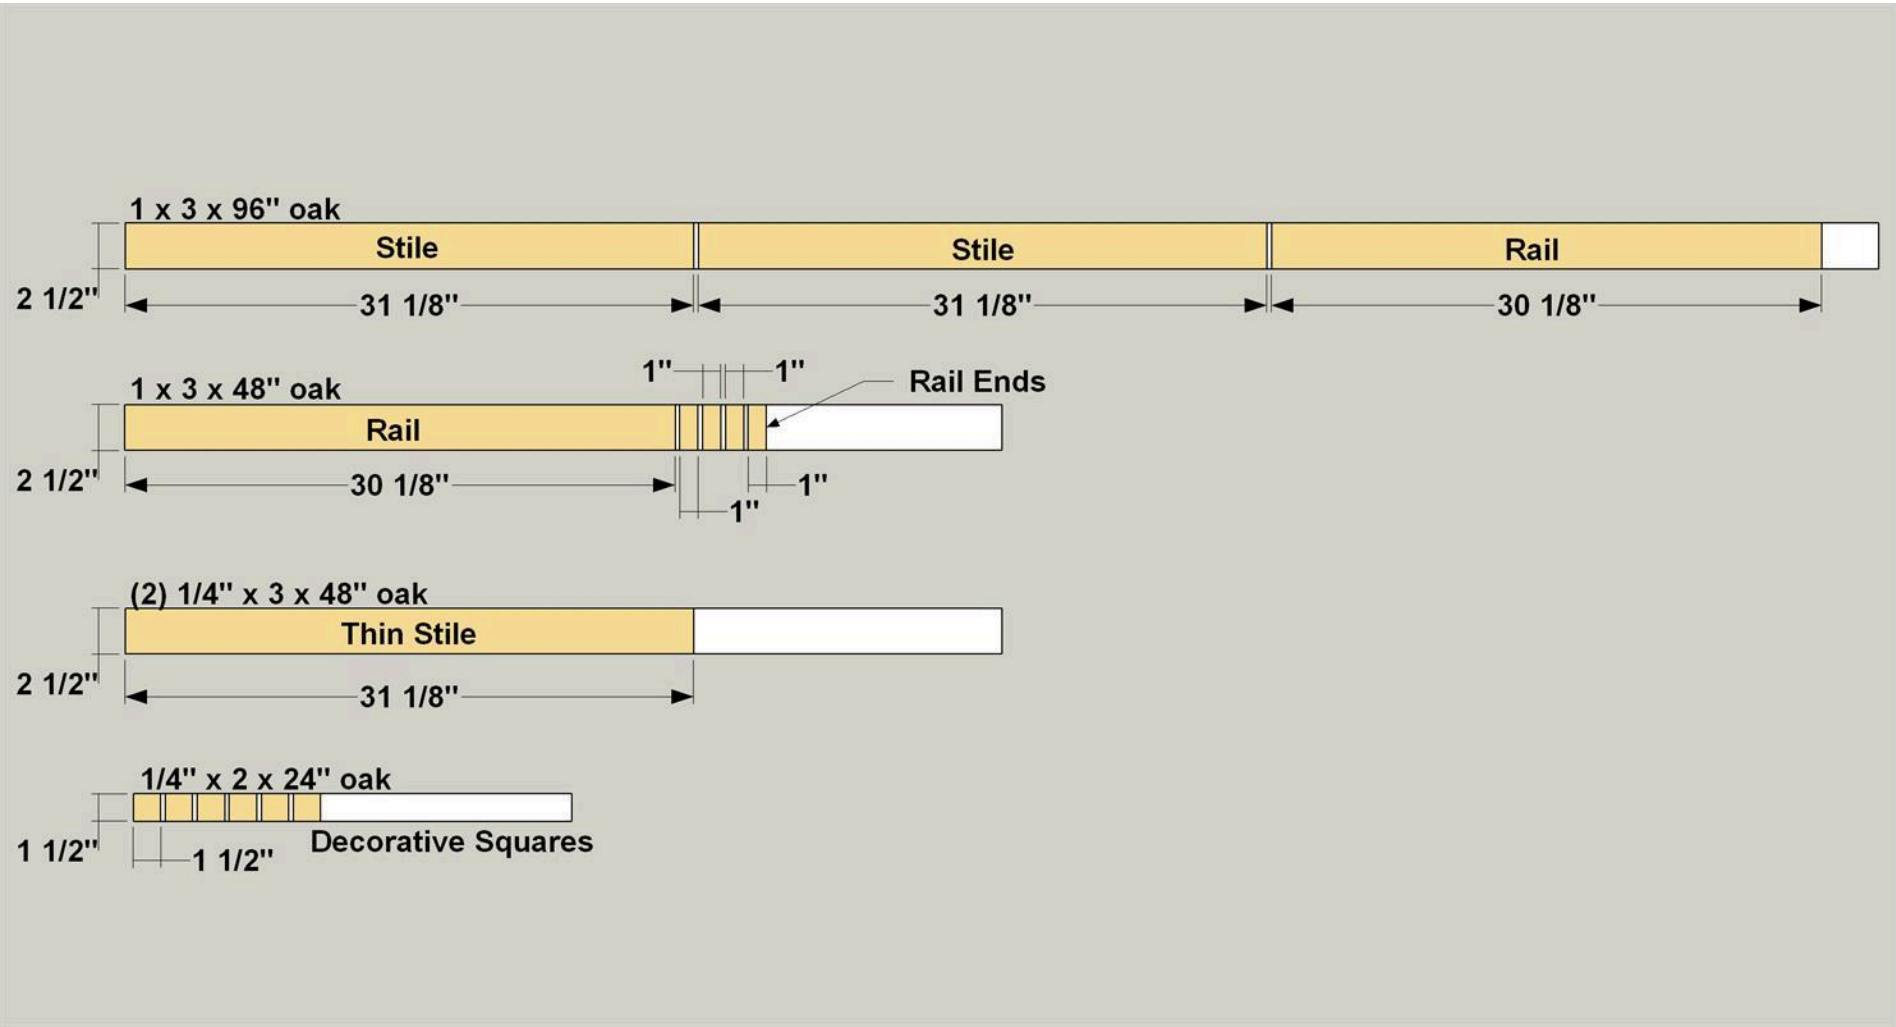 1 x 3 x 96" oak
Stile
Stile
Rail
2 1/2"
31 1/8"
31 1/8"
30 1/8"
1"
1"
Rail Ends
1 x 3 x 48" oak
Rail
2 1/2"
30 1/8"
1"
1"
(2) 1/4" x 3 x 48" oak
Thin Stile
2 1/2"
31 1/8"
1/4" x 2 x 24" oak
Decorative Squares
1 1/2"
1 1/2"